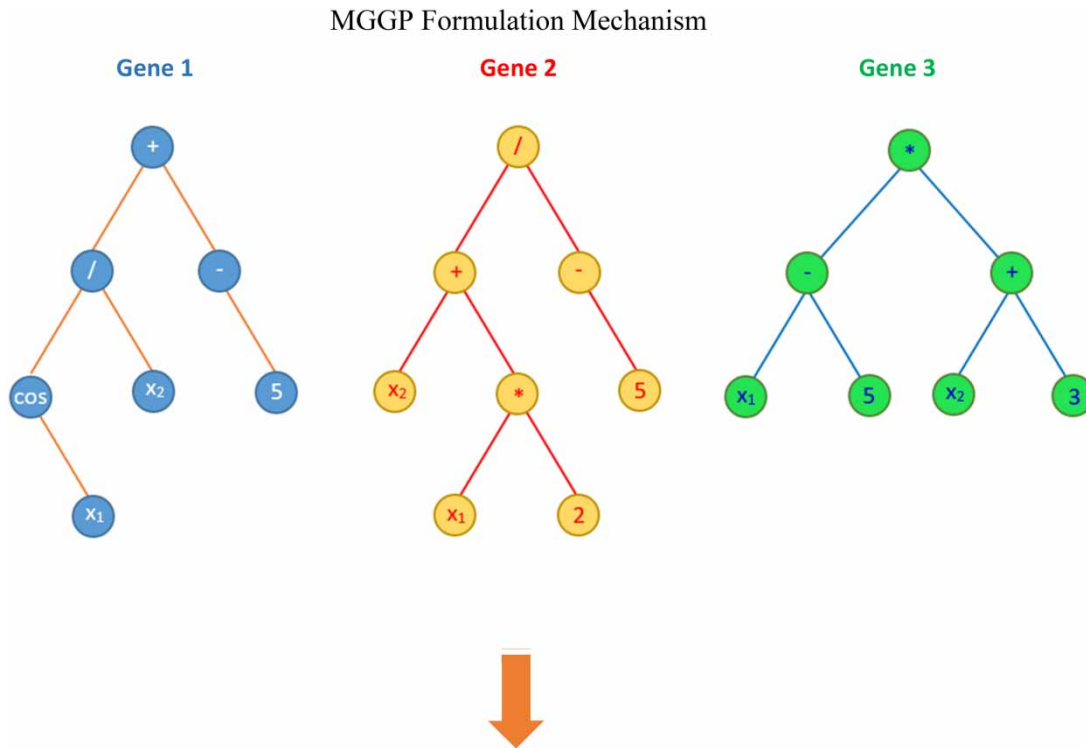 MGGP Formulation Mechanism
Gene 1 Gene 2 Gene 3
+ / *
/ - + - - +
cos x₂ 5 x₂ * 5 x₁ 5 x₂ 3
x₁ x₁ 2